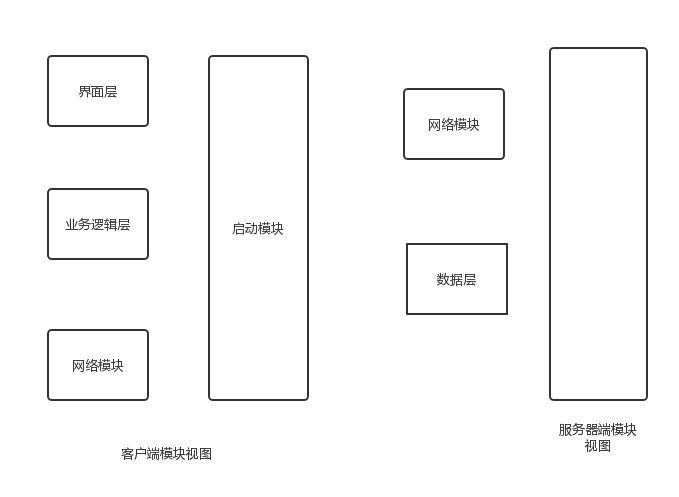 界面层
业务逻辑层
网络模块
启动模块
客户端模块视图
网络模块
数据层
服务器端模块
视图